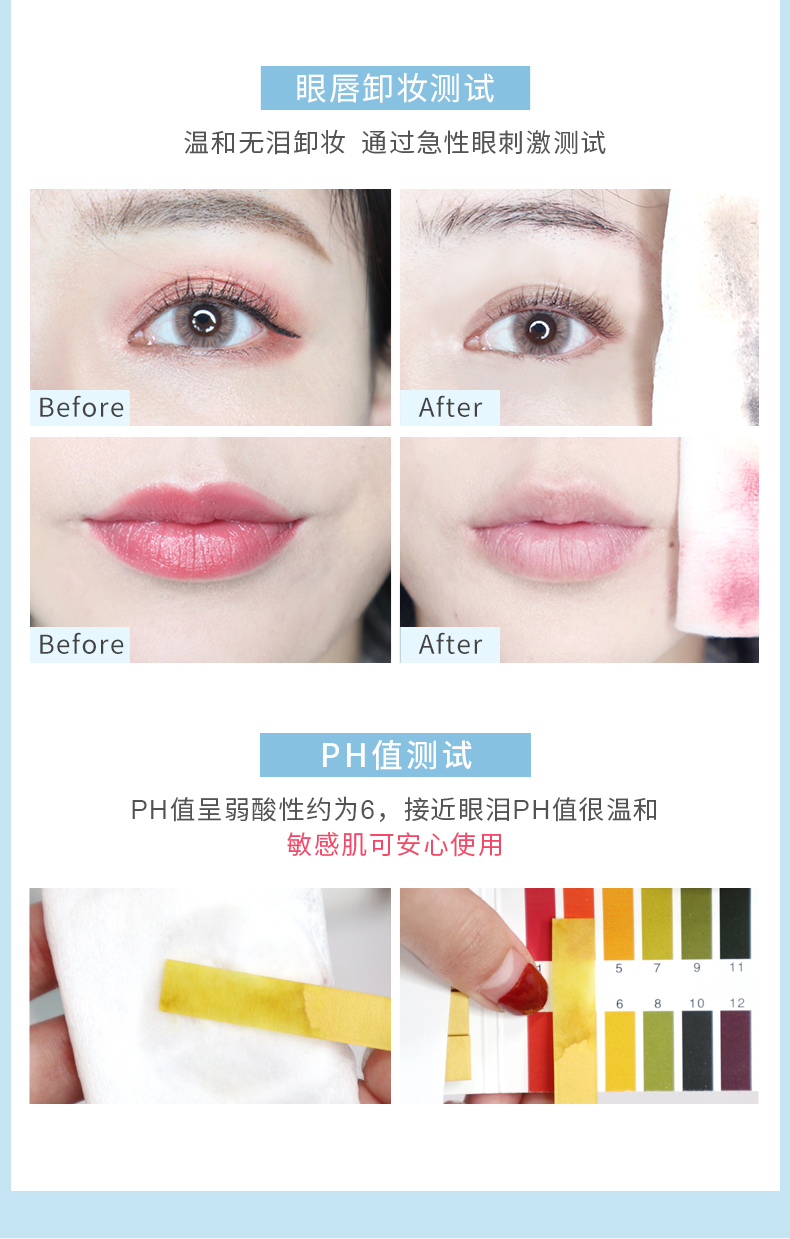 眼唇卸妆测试
温和无泪卸妆 通过急性眼刺激测试
Before
After
Before
After
PH值测试
PH值呈弱酸性约为6，接近眼泪PH值很温和
敏感肌可安心使用
1 5 7 9 11
6 8 10 12